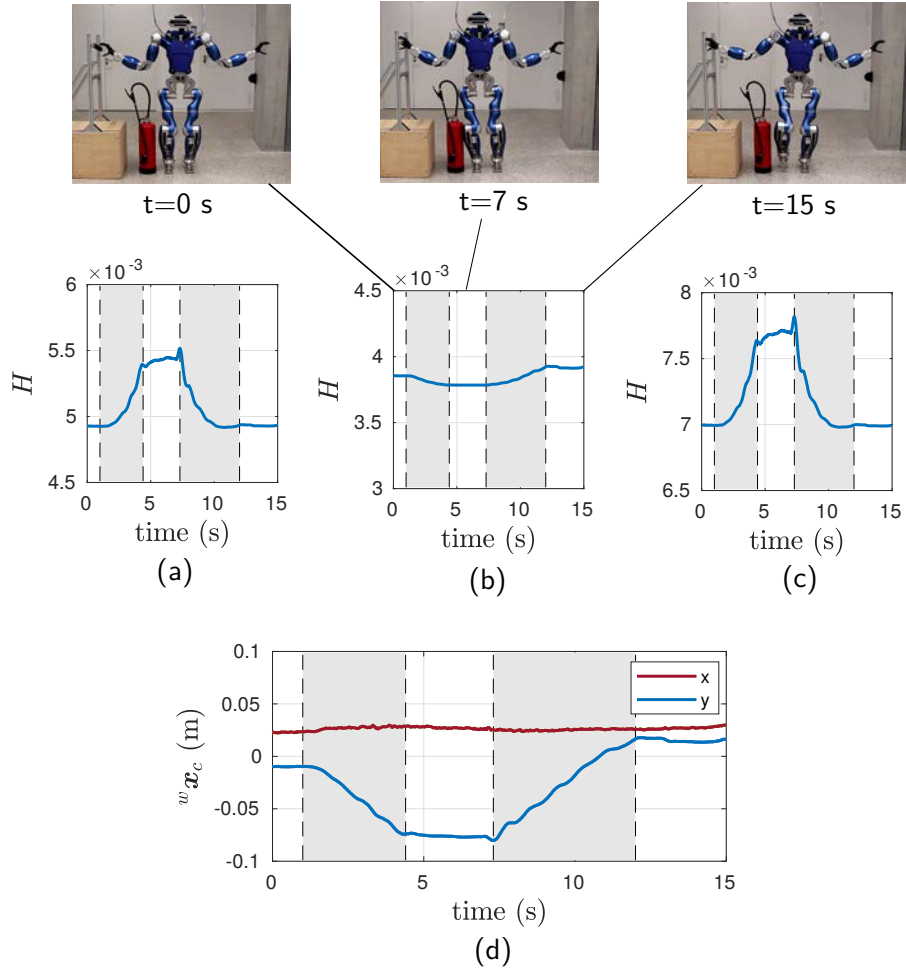 t=0 s
t=7 s
t=15 s
×10⁻³
6
5.5
5
4.5
H
0 5 10 15
time (s)
(a)
×10⁻³
4.5
4
3.5
3
H
0 5 10 15
time (s)
(b)
×10⁻³
8
7.5
7
6.5
H
0 5 10 15
time (s)
(c)
0.1
0.05
0
-0.05
-0.1
ʷx_c (m)
x
y
0 5 10 15
time (s)
(d)